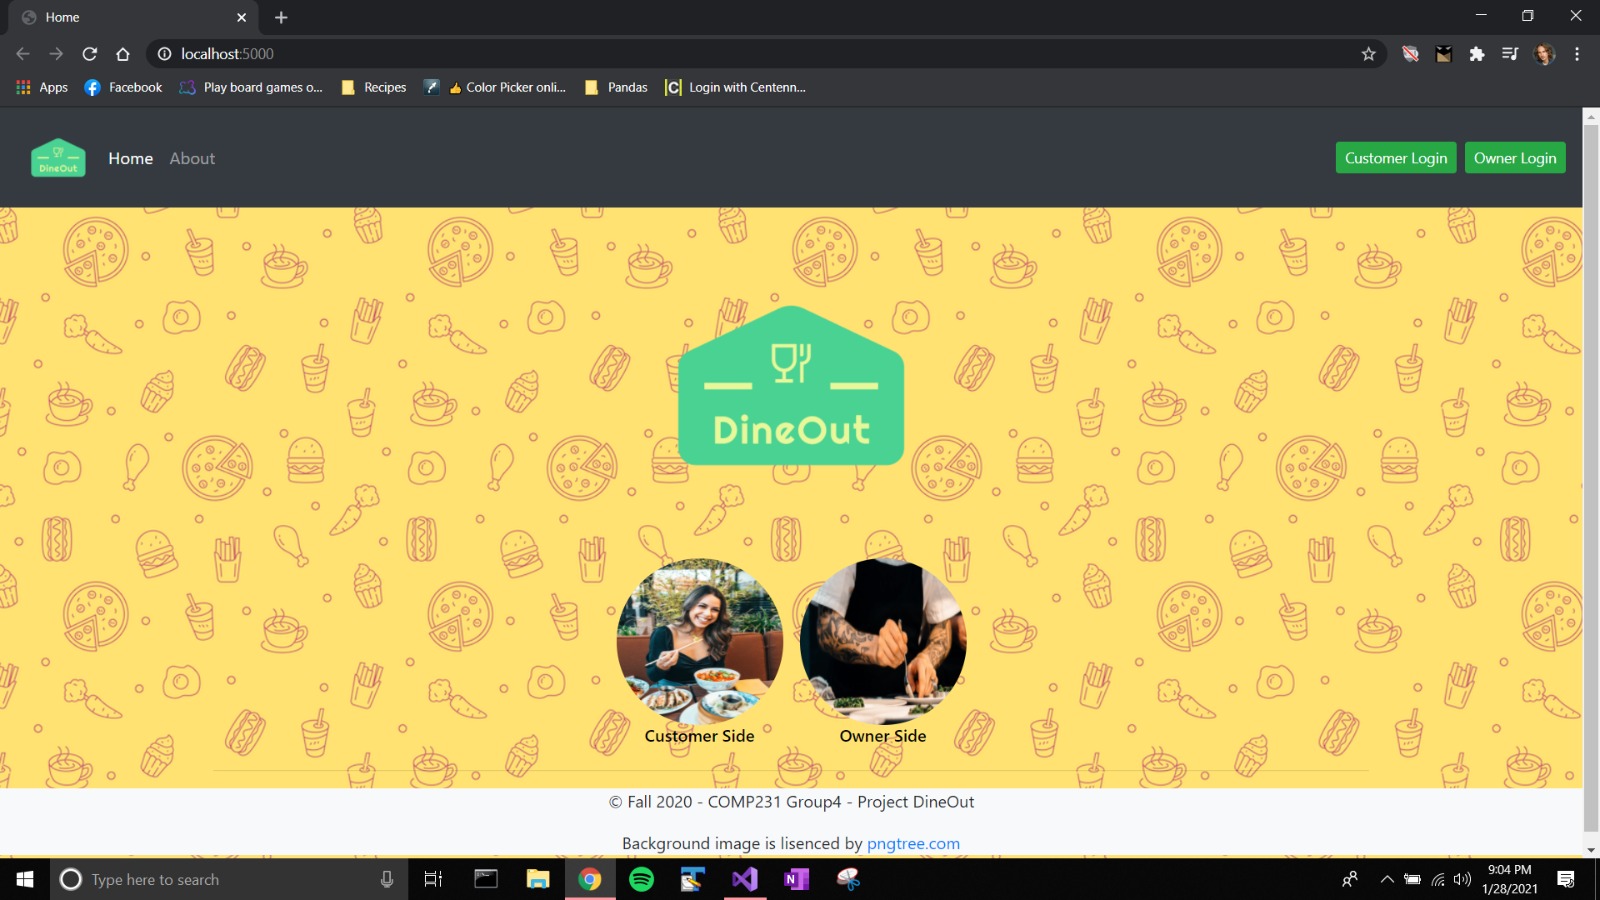 Home
localhost:5000
Apps
Facebook
Play board games o...
Recipes
Color Picker onli...
Pandas
Login with Centenn...
DineOut
Home
About
Customer Login
Owner Login
DineOut
Customer Side
Owner Side
© Fall 2020 - COMP231 Group4 - Project DineOut
Background image is lisenced by pngtree.com
Type here to search
9:04 PM
1/28/2021